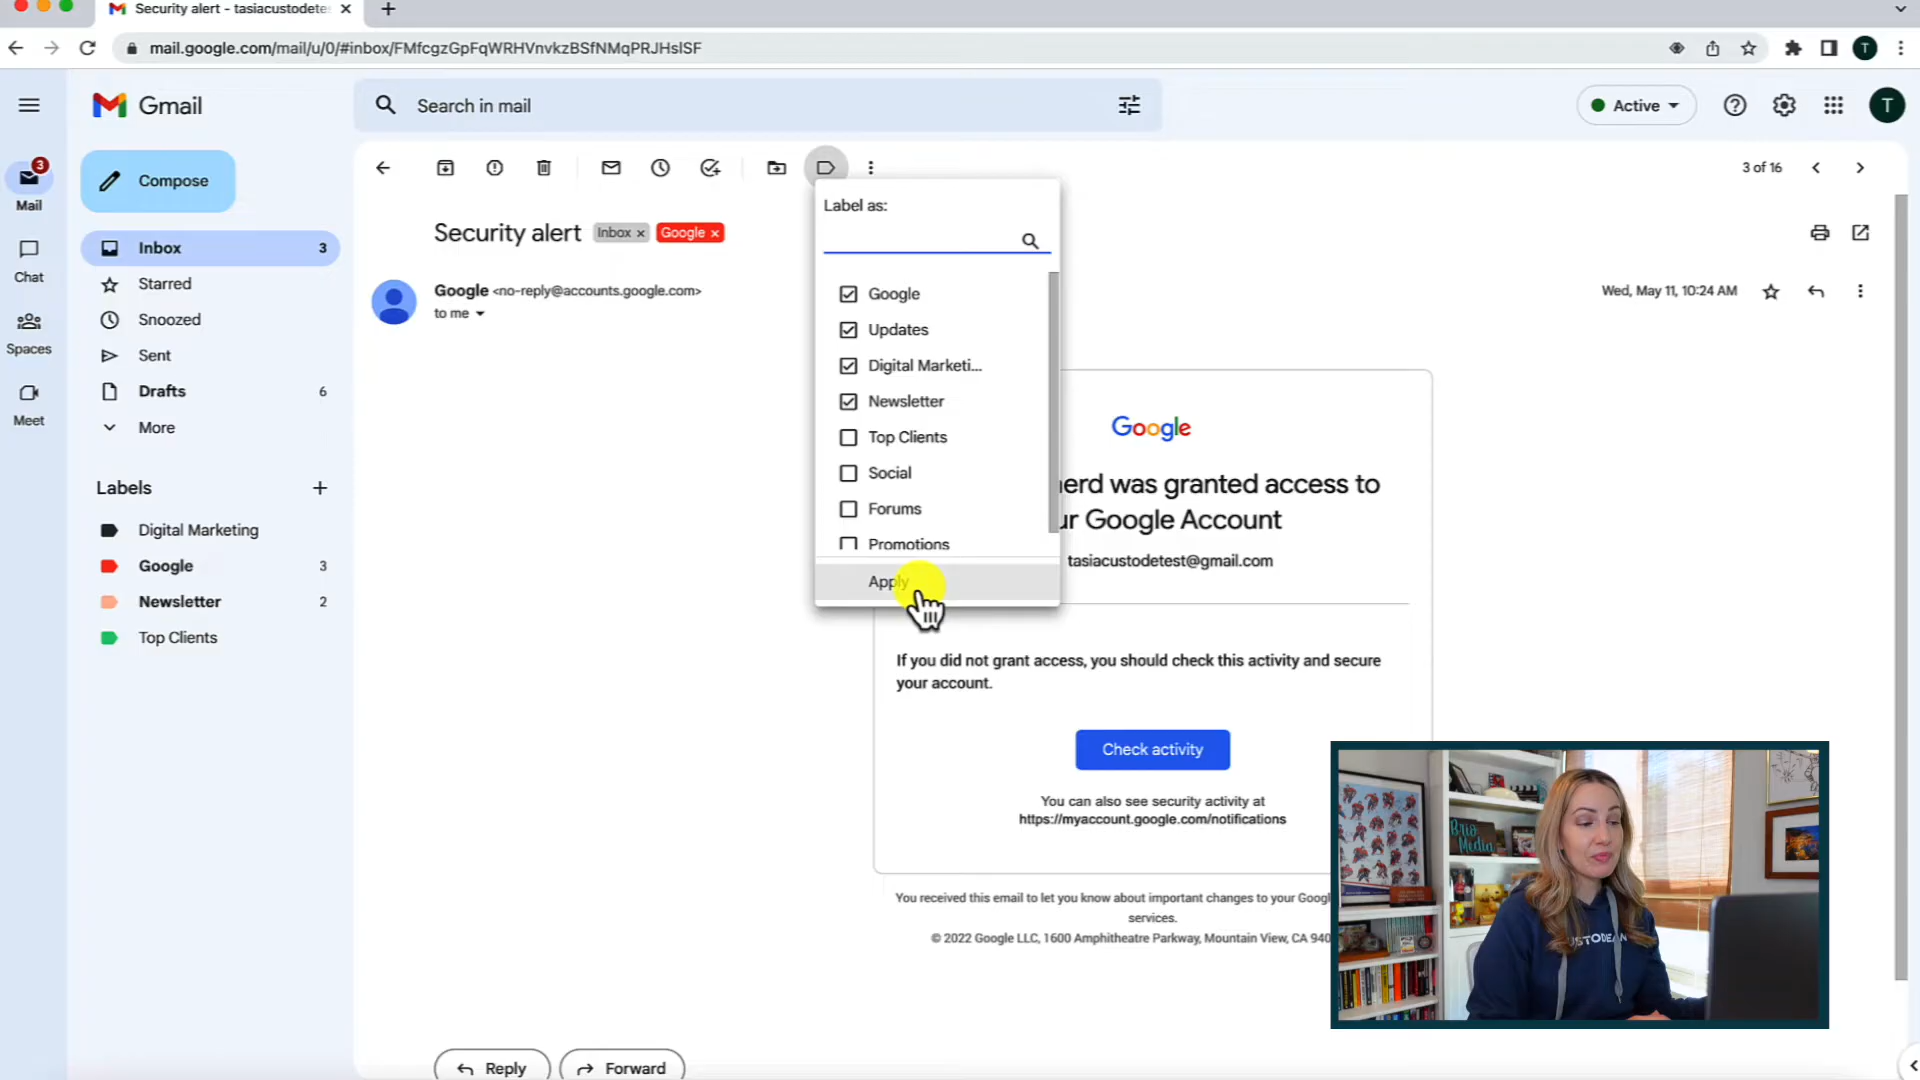 Security alert - tasiacustodete
mail.google.com/mail/u/0/#inbox/FMfcgzGpFqWRHVnvkzBSfNMqPRJHslSF
T
Gmail
Search in mail
Active
T
3
Mail
Chat
Spaces
Meet
Compose
Inbox 3
Starred
Snoozed
Sent
Drafts 6
More
Labels
Digital Marketing
Google 3
Newsletter 2
Top Clients
3 of 16
Security alert Inbox x Google x
Google <no-reply@accounts.google.com>
to me
Wed, May 11, 10:24 AM
Label as:
Google
Updates
Digital Marketi...
Newsletter
Top Clients
Social
Forums
Promotions
Apply
Google
erd was granted access to
ur Google Account
tasiacustodetest@gmail.com
If you did not grant access, you should check this activity and secure
your account.
Check activity
You can also see security activity at
https://myaccount.google.com/notifications
You received this email to let you know about important changes to your Googl
services.
© 2022 Google LLC, 1600 Amphitheatre Parkway, Mountain View, CA 940
Reply
Forward
Brio
Media